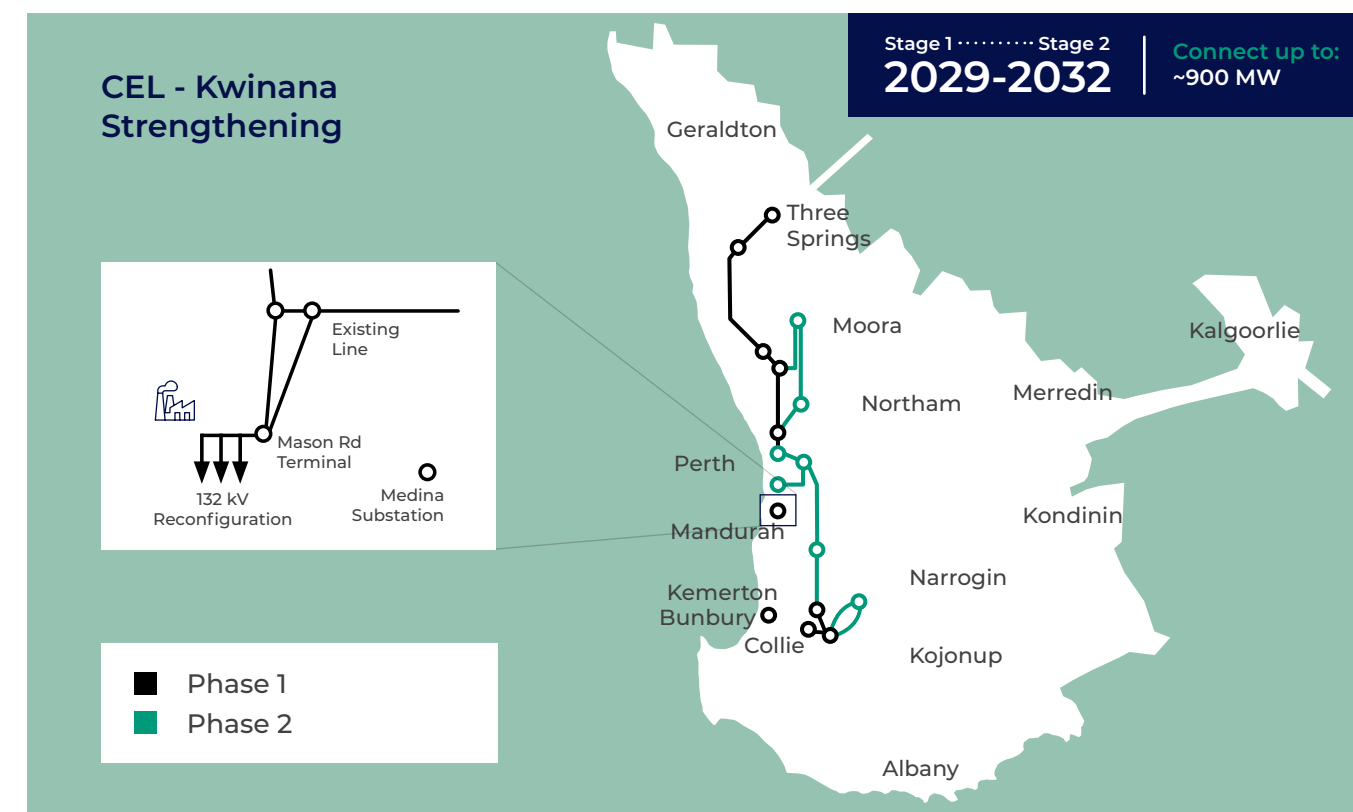 CEL - Kwinana
Strengthening
Stage 1 ·········· Stage 2
2029-2032
Connect up to:
~900 MW
Geraldton
Three
Springs
Moora
Kalgoorlie
Merredin
Northam
Perth
Kondinin
Mandurah
Narrogin
Kemerton
Bunbury
Collie
Kojonup
Albany
Existing
Line
Mason Rd
Terminal
132 kV
Reconfiguration
Medina
Substation
Phase 1
Phase 2